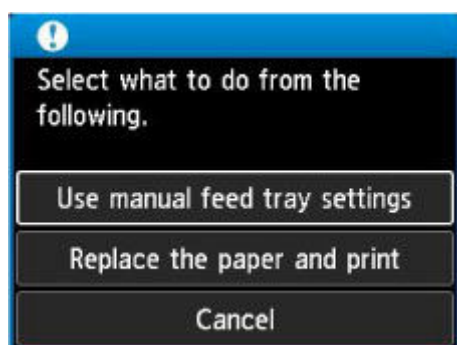 Select what to do from the
following.
Use manual feed tray settings
Replace the paper and print
Cancel